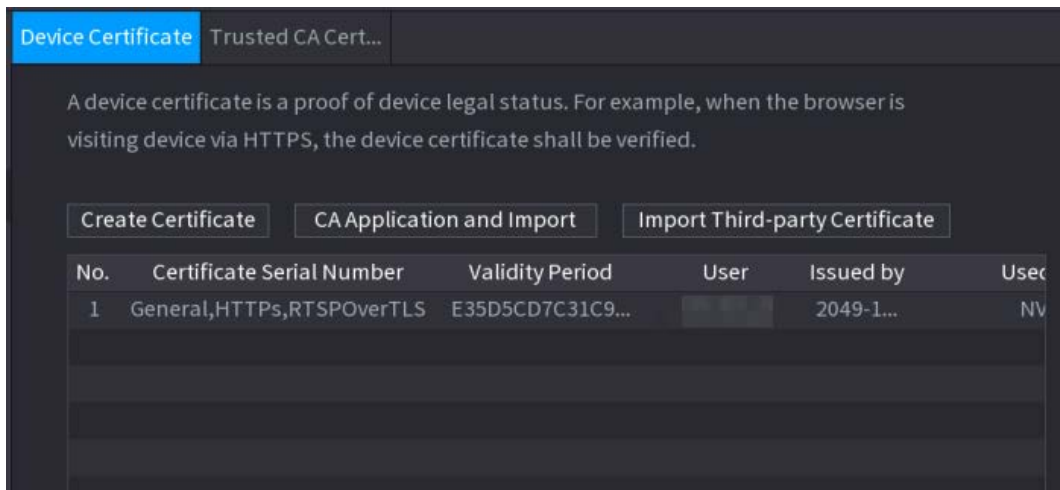 Device Certificate Trusted CA Cert...
A device certificate is a proof of device legal status. For example, when the browser is
visiting device via HTTPS, the device certificate shall be verified.
Create Certificate CA Application and Import Import Third-party Certificate
No. Certificate Serial Number Validity Period User Issued by Used
1 General,HTTPs,RTSPOverTLS E35D5CD7C31C9... 2049-1... NV